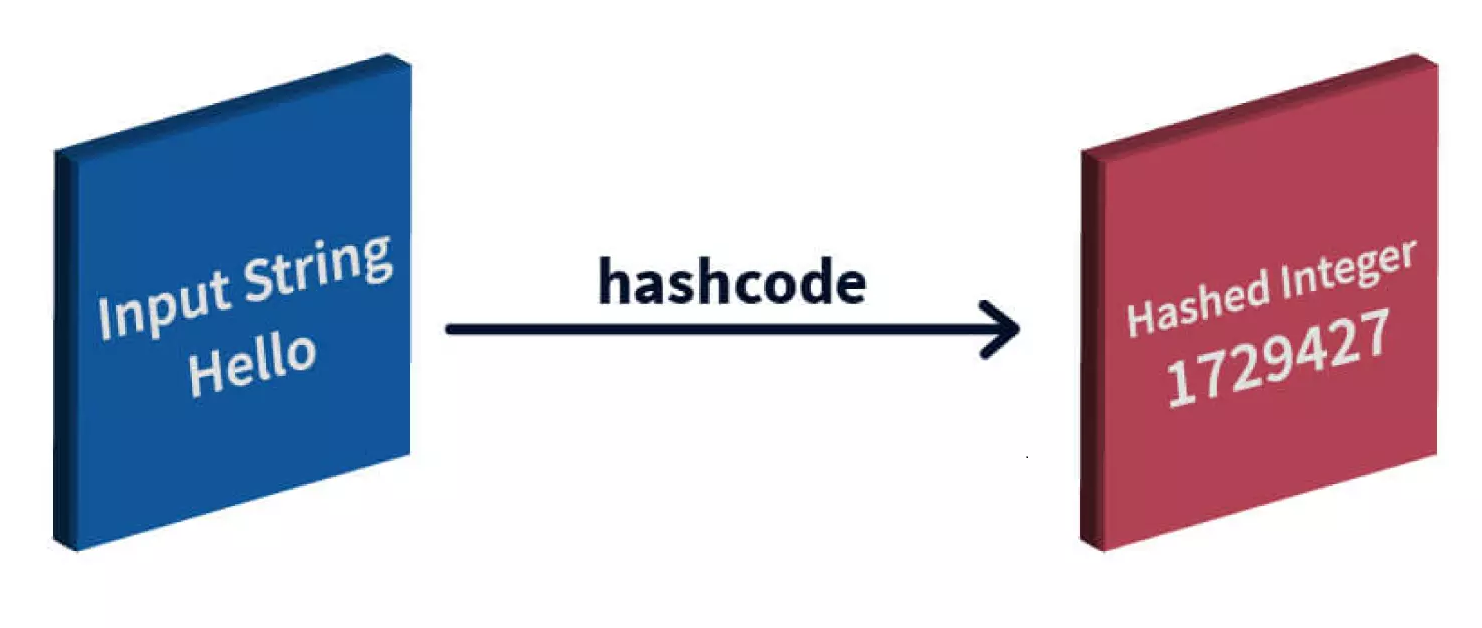 Input String
Hello
hashcode
Hashed Integer
1729427